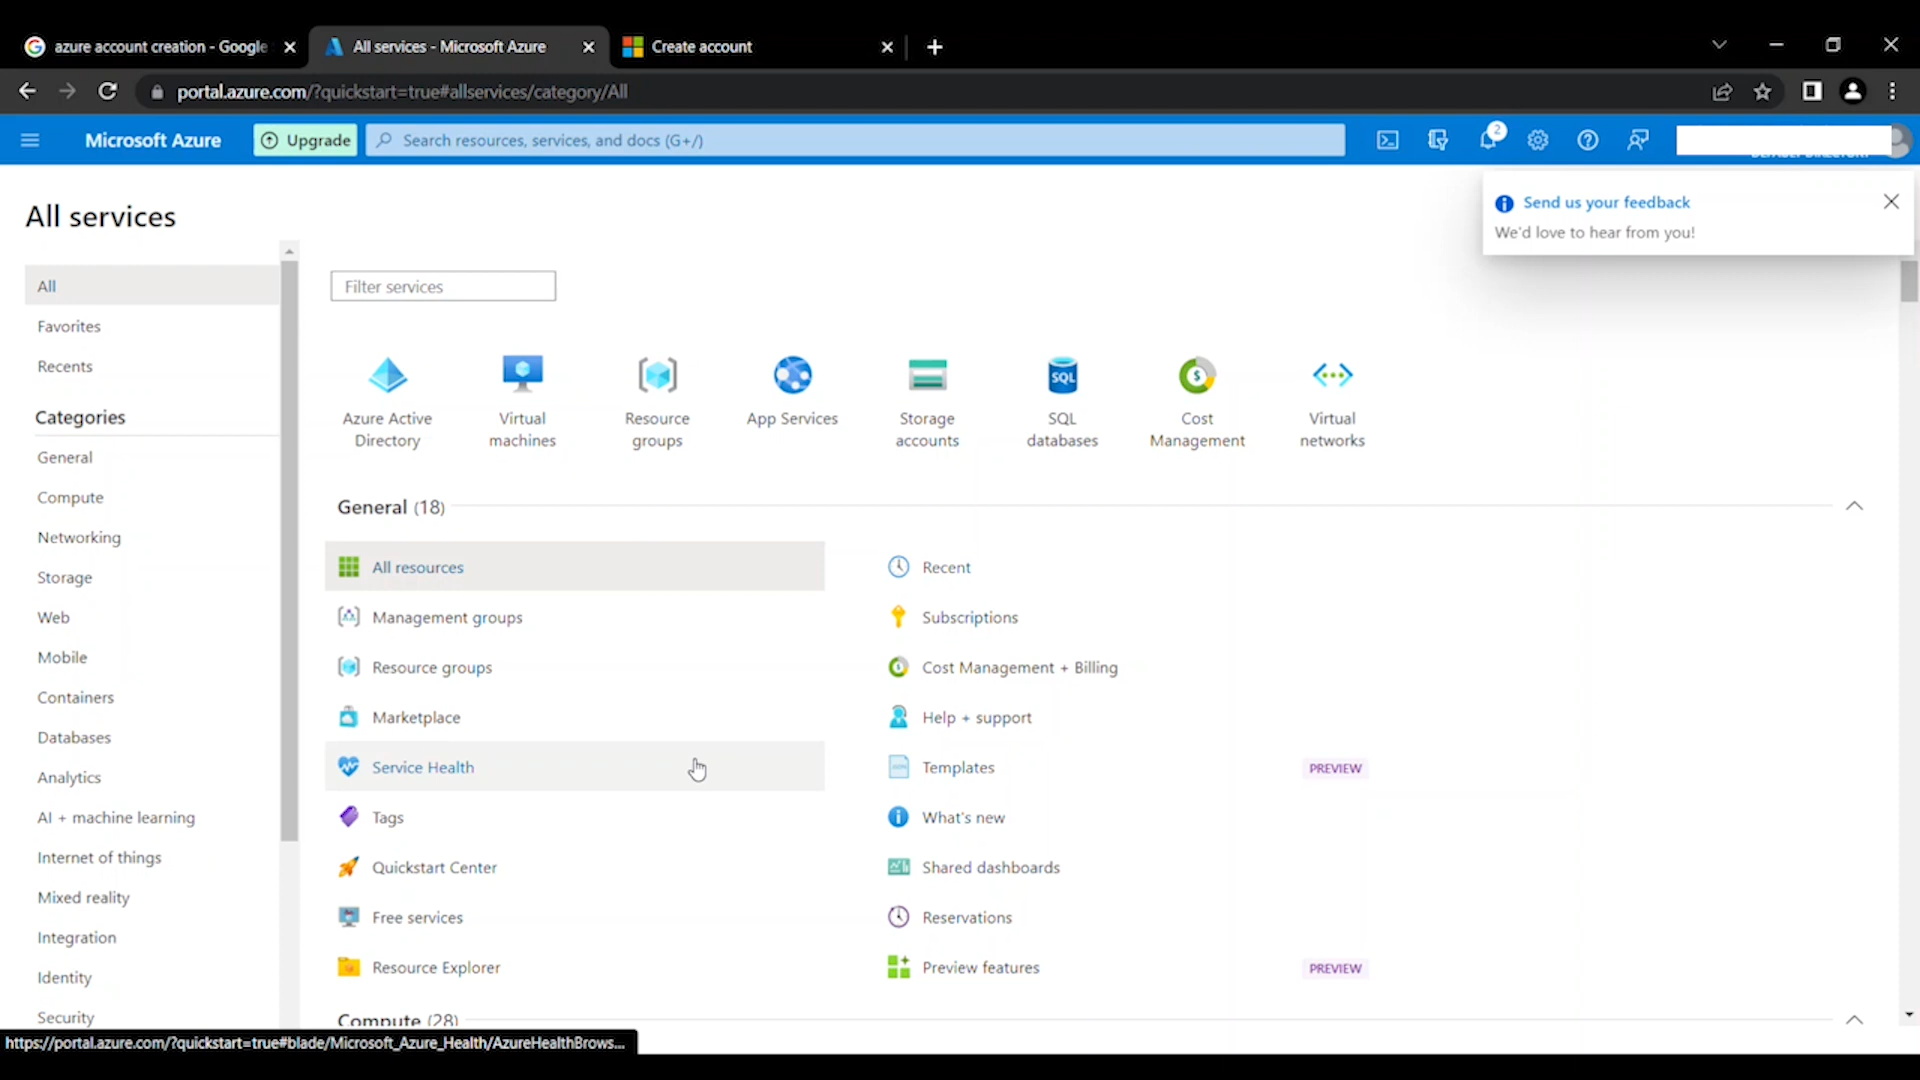 azure account creation - Google
All services - Microsoft Azure
Create account
portal.azure.com/?quickstart=true#allservices/category/All
Microsoft Azure
Upgrade
Search resources, services, and docs (G+/)
2
All services
Send us your feedback
We'd love to hear from you!
All
Favorites
Recents
Categories
General
Compute
Networking
Storage
Web
Mobile
Containers
Databases
Analytics
AI + machine learning
Internet of things
Mixed reality
Integration
Identity
Security
Filter services
Azure Active
Directory
Virtual
machines
Resource
groups
App Services
Storage
accounts
SQL
SQL
databases
Cost
Management
Virtual
networks
General (18)
All resources
Recent
Management groups
Subscriptions
Resource groups
Cost Management + Billing
Marketplace
Help + support
Service Health
Templates
PREVIEW
Tags
What's new
Quickstart Center
Shared dashboards
Free services
Reservations
Resource Explorer
Preview features
PREVIEW
Compute (28)
https://portal.azure.com/?quickstart=true#blade/Microsoft_Azure_Health/AzureHealthBrows...